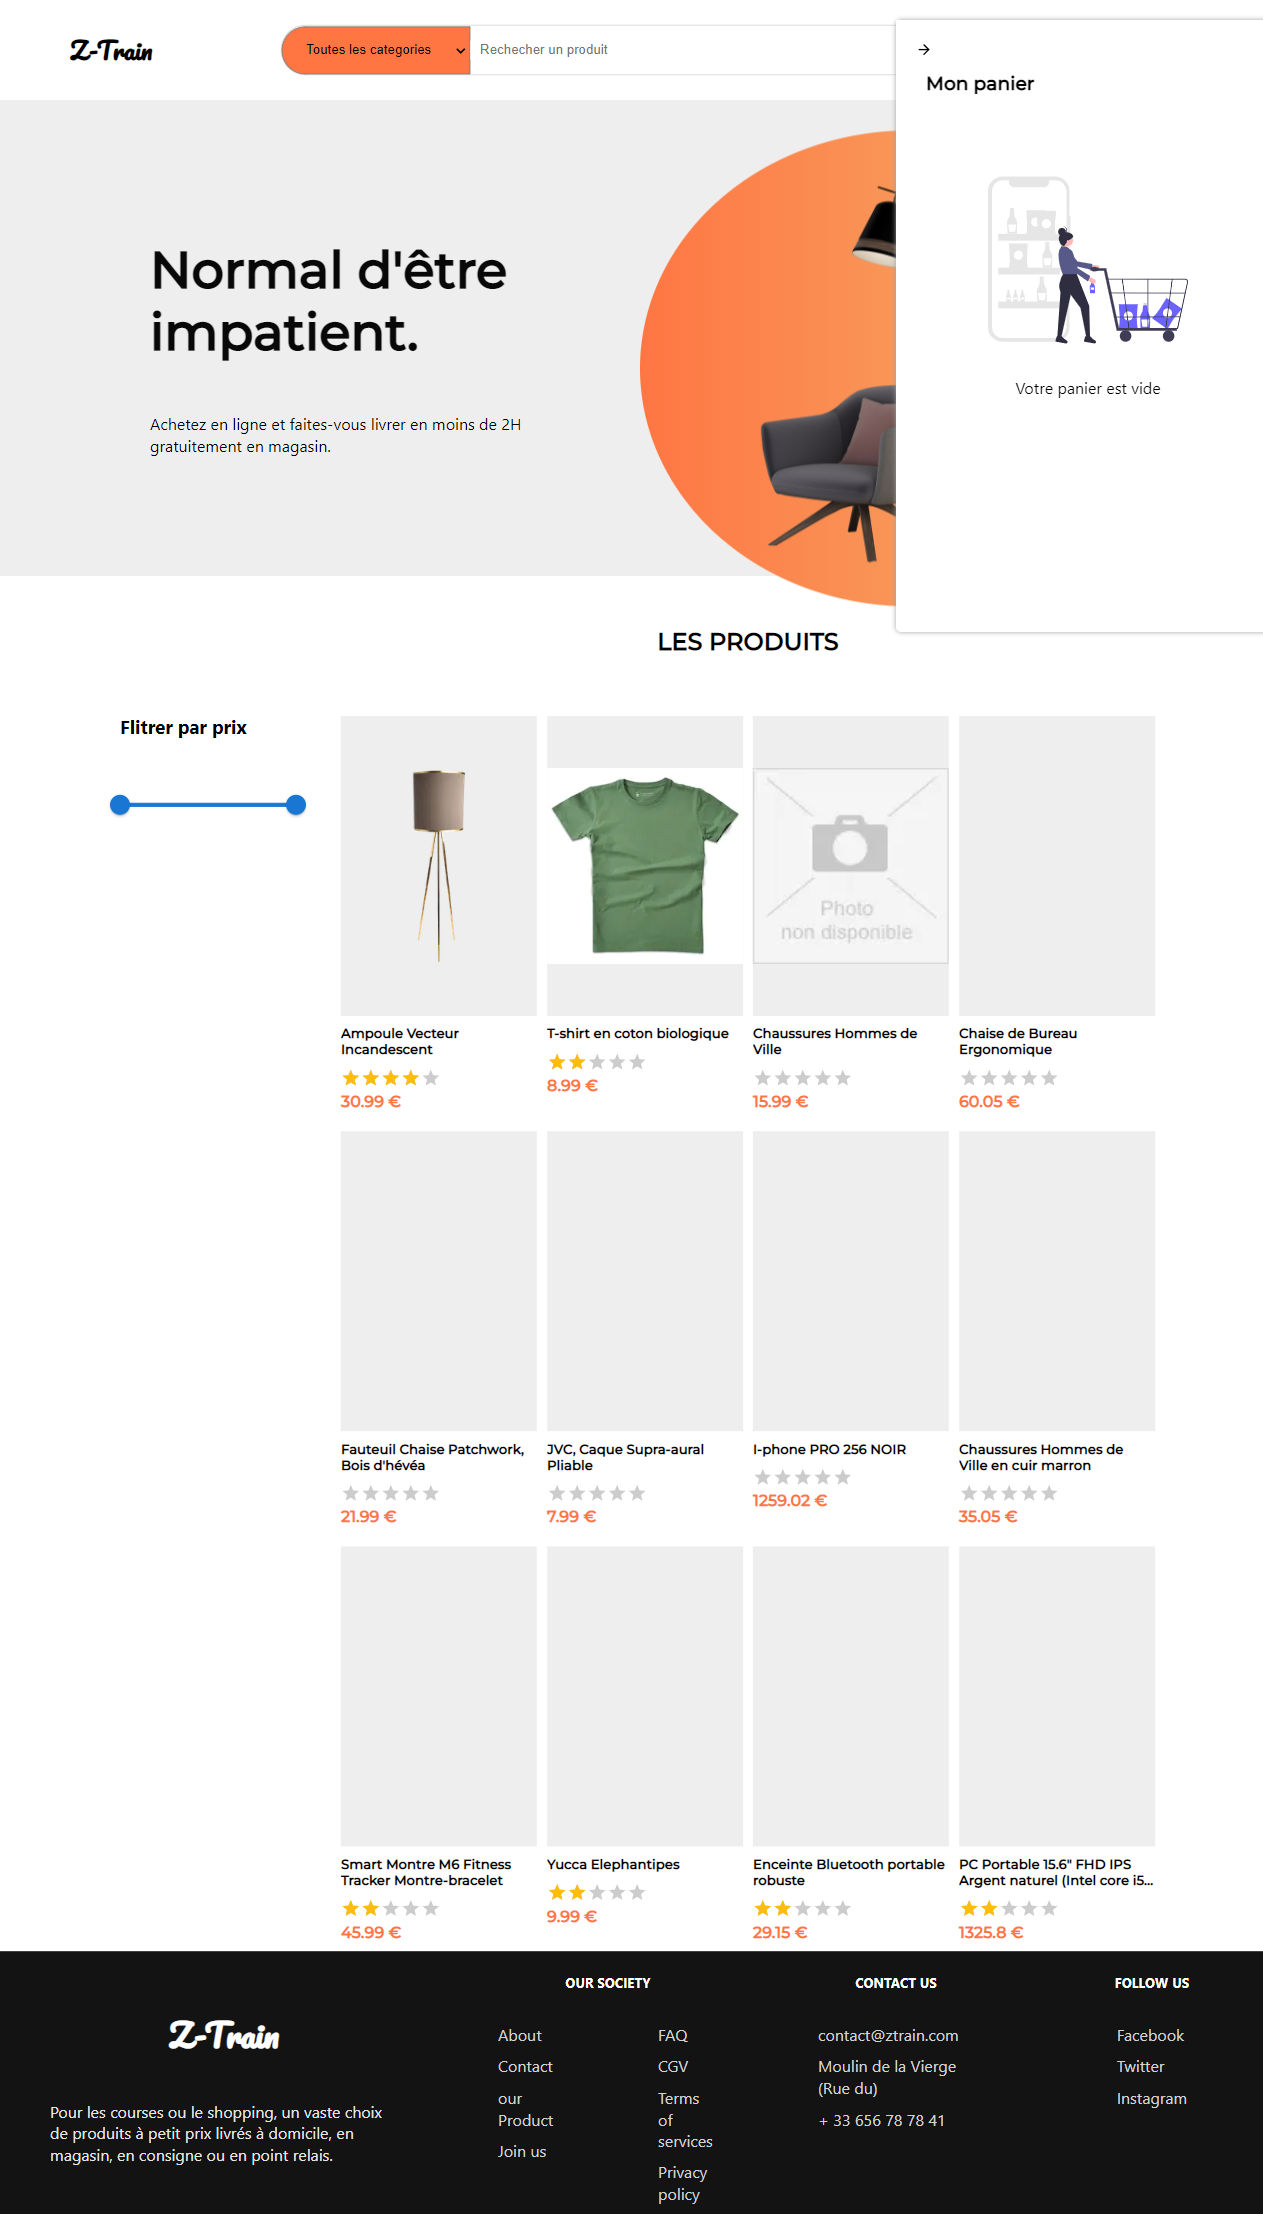 Z-Train
Toutes les categories
Rechecher un produit
Mon panier
Votre panier est vide
Normal d'être
impatient.
Achetez en ligne et faites-vous livrer en moins de 2H
gratuitement en magasin.
LES PRODUITS
Flitrer par prix
Photo
non disponible
Ampoule Vecteur
Incandescent
30.99 €
T-shirt en coton biologique
8.99 €
Chaussures Hommes de
Ville
15.99 €
Chaise de Bureau
Ergonomique
60.05 €
Fauteuil Chaise Patchwork,
Bois d'hévéa
21.99 €
JVC, Caque Supra-aural
Pliable
7.99 €
I-phone PRO 256 NOIR
1259.02 €
Chaussures Hommes de
Ville en cuir marron
35.05 €
Smart Montre M6 Fitness
Tracker Montre-bracelet
45.99 €
Yucca Elephantipes
9.99 €
Enceinte Bluetooth portable
robuste
29.15 €
PC Portable 15.6" FHD IPS
Argent naturel (Intel core i5...
1325.8 €
Z-Train
Pour les courses ou le shopping, un vaste choix
de produits à petit prix livrés à domicile, en
magasin, en consigne ou en point relais.
OUR SOCIETY
About
Contact
our
Product
Join us
FAQ
CGV
Terms
of
services
Privacy
policy
CONTACT US
contact@ztrain.com
Moulin de la Vierge
(Rue du)
+ 33 656 78 78 41
FOLLOW US
Facebook
Twitter
Instagram